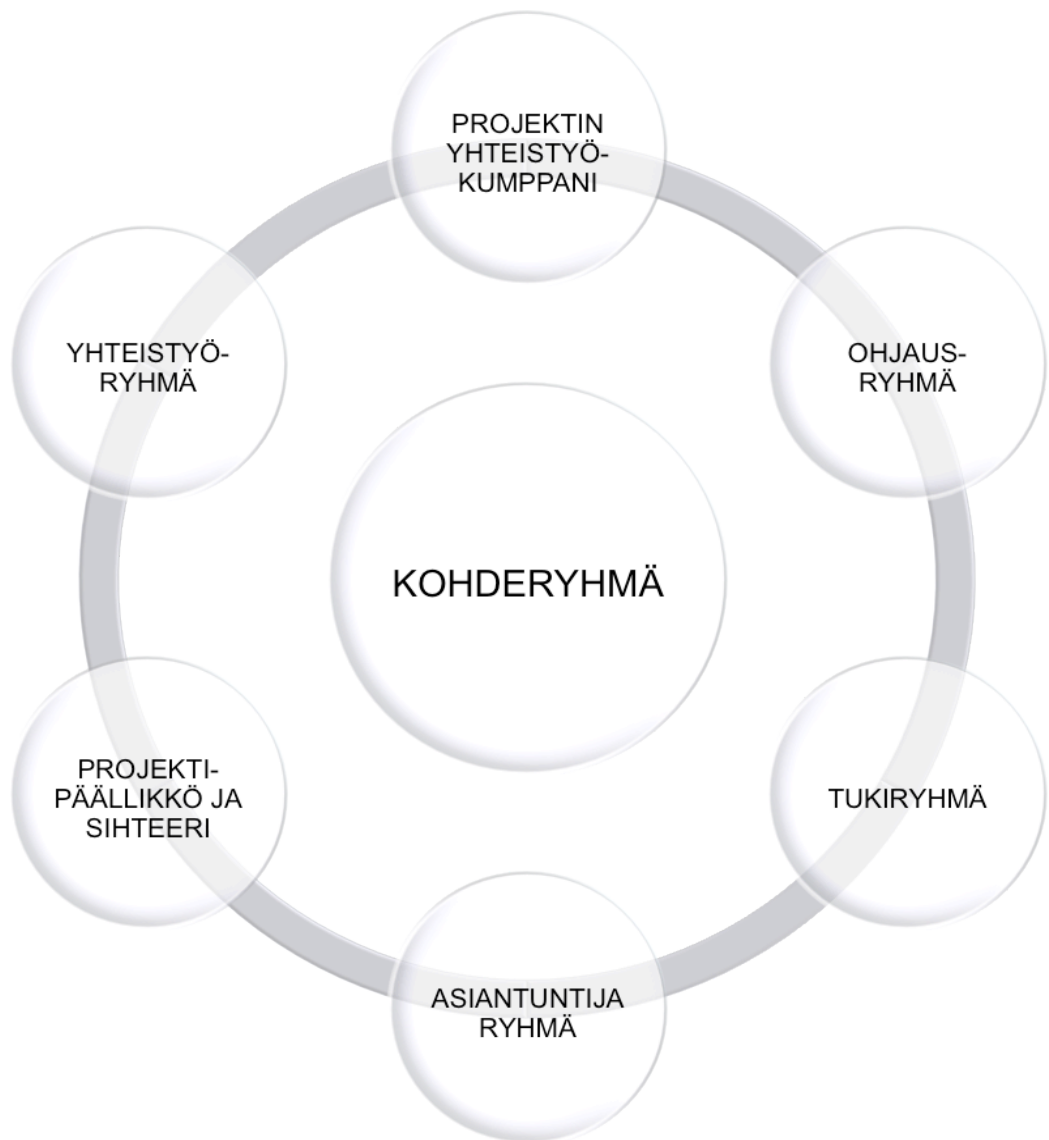 PROJEKTIN
YHTEISTYÖ-
KUMPPANI
YHTEISTYÖ-
RYHMÄ
OHJAUS-
RYHMÄ
KOHDERYHMÄ
PROJEKTI-
PÄÄLLIKKÖ JA
SIHTEERI
TUKIRYHMÄ
ASIANTUNTIJA
RYHMÄ